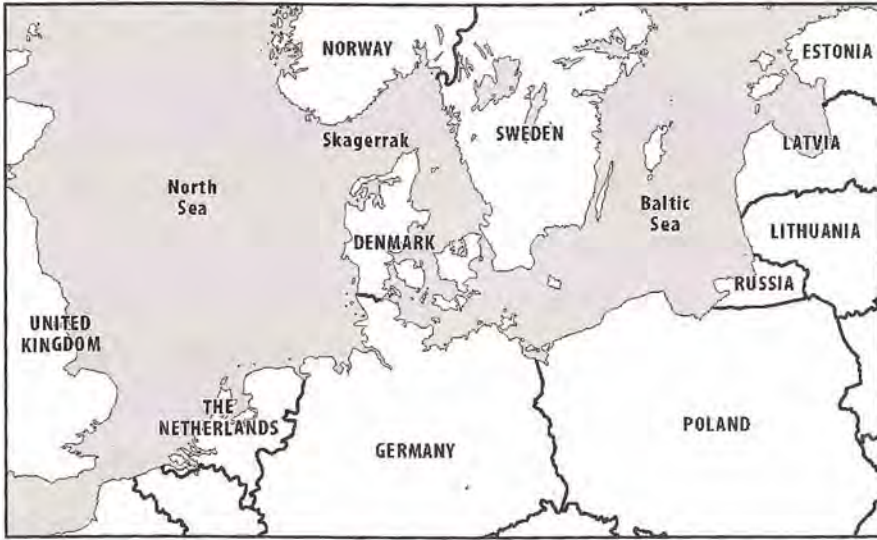 NORWAY
ESTONIA
Skagerrak
SWEDEN
LATVIA
North
Sea
Baltic
Sea
DENMARK
LITHUANIA
RUSSIA
UNITED
KINGDOM
THE
NETHERLANDS
GERMANY
POLAND